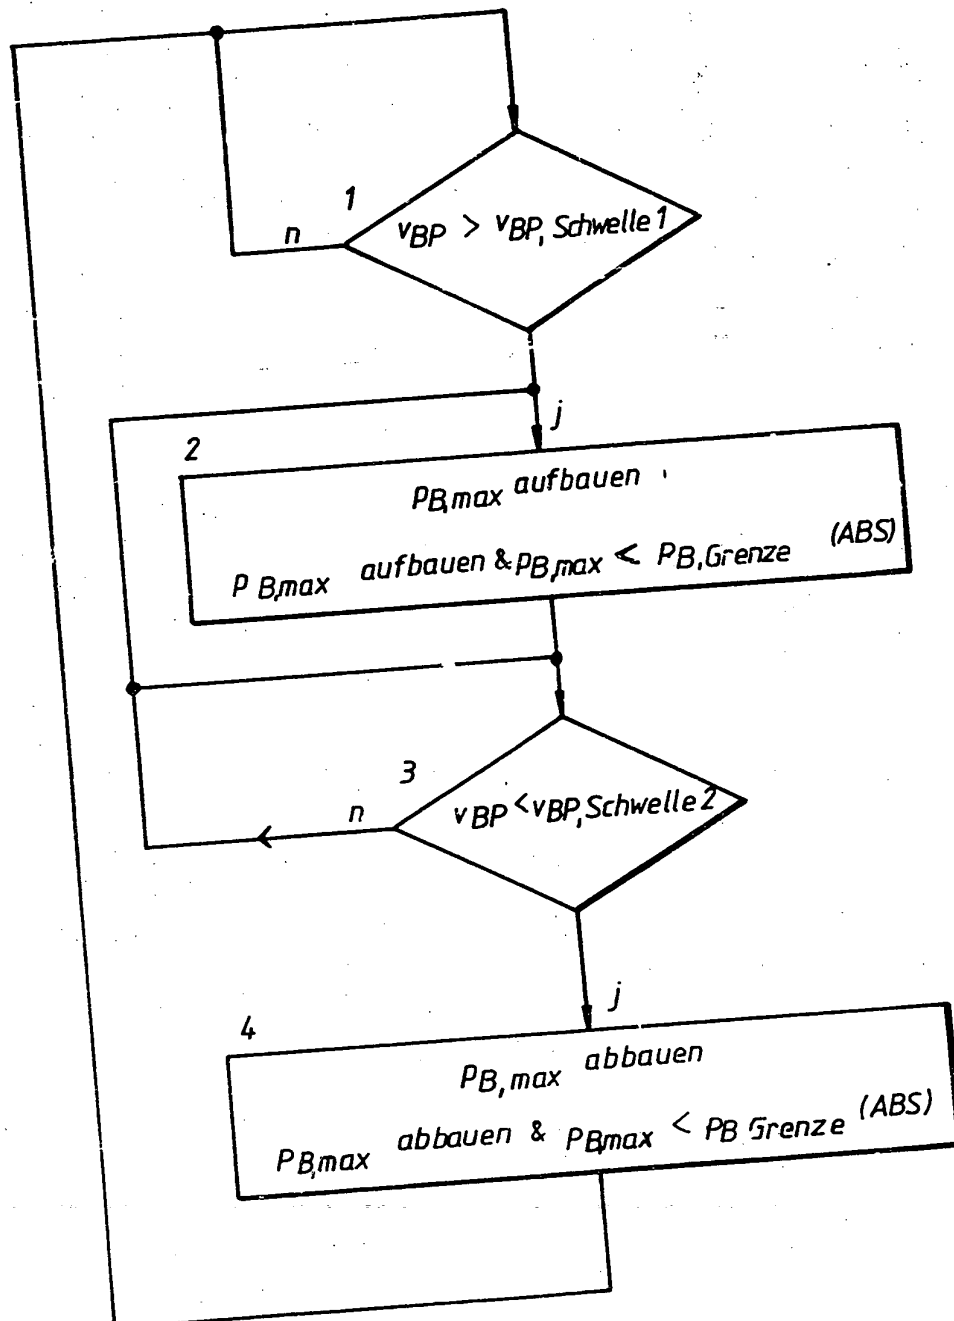 1
n
vBP > vBP, Schwelle 1
j
2
PB,max aufbauen
PB,max aufbauen & PB,max < PB,Grenze (ABS)
3
n
vBP < vBP,Schwelle 2
j
4
PB,max abbauen
PB,max abbauen & PB,max < PB Grenze (ABS)